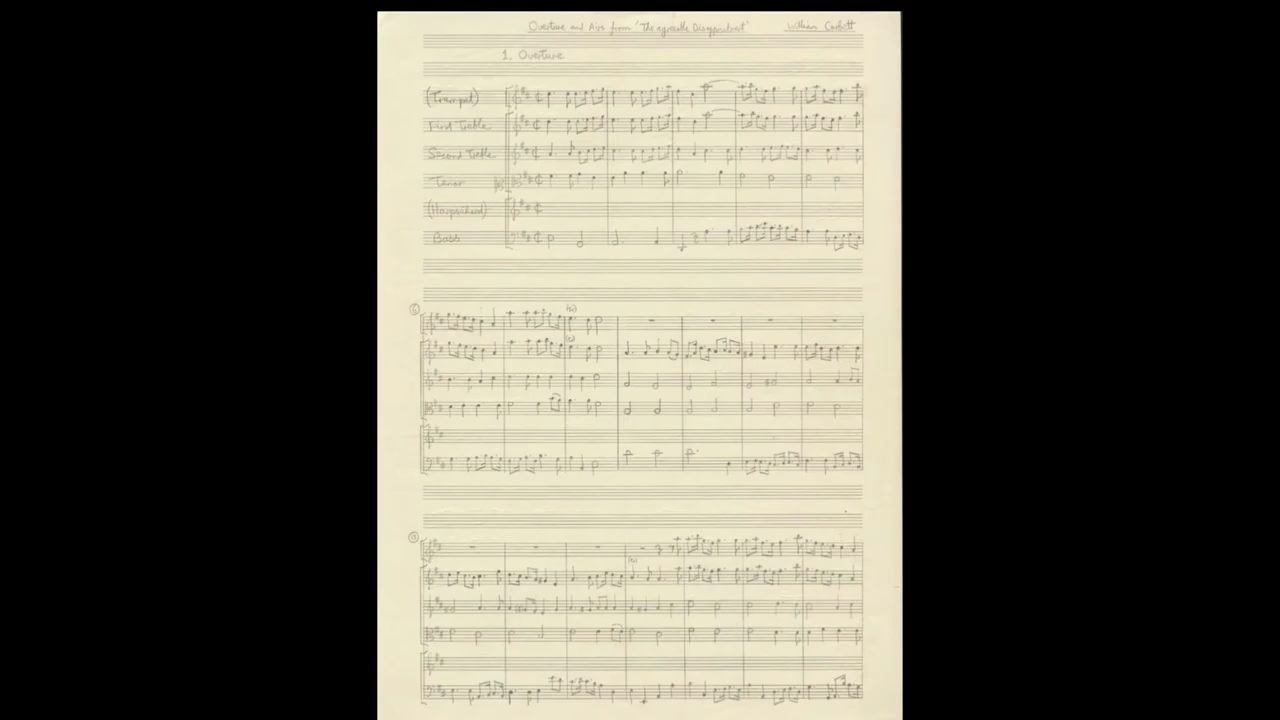 Overture and Airs from 'The agreeable Disappointment' William Corbett
1. Overture
(Trumpet)
First Treble
Second Treble
Tenor
(Harpsichord)
Bass